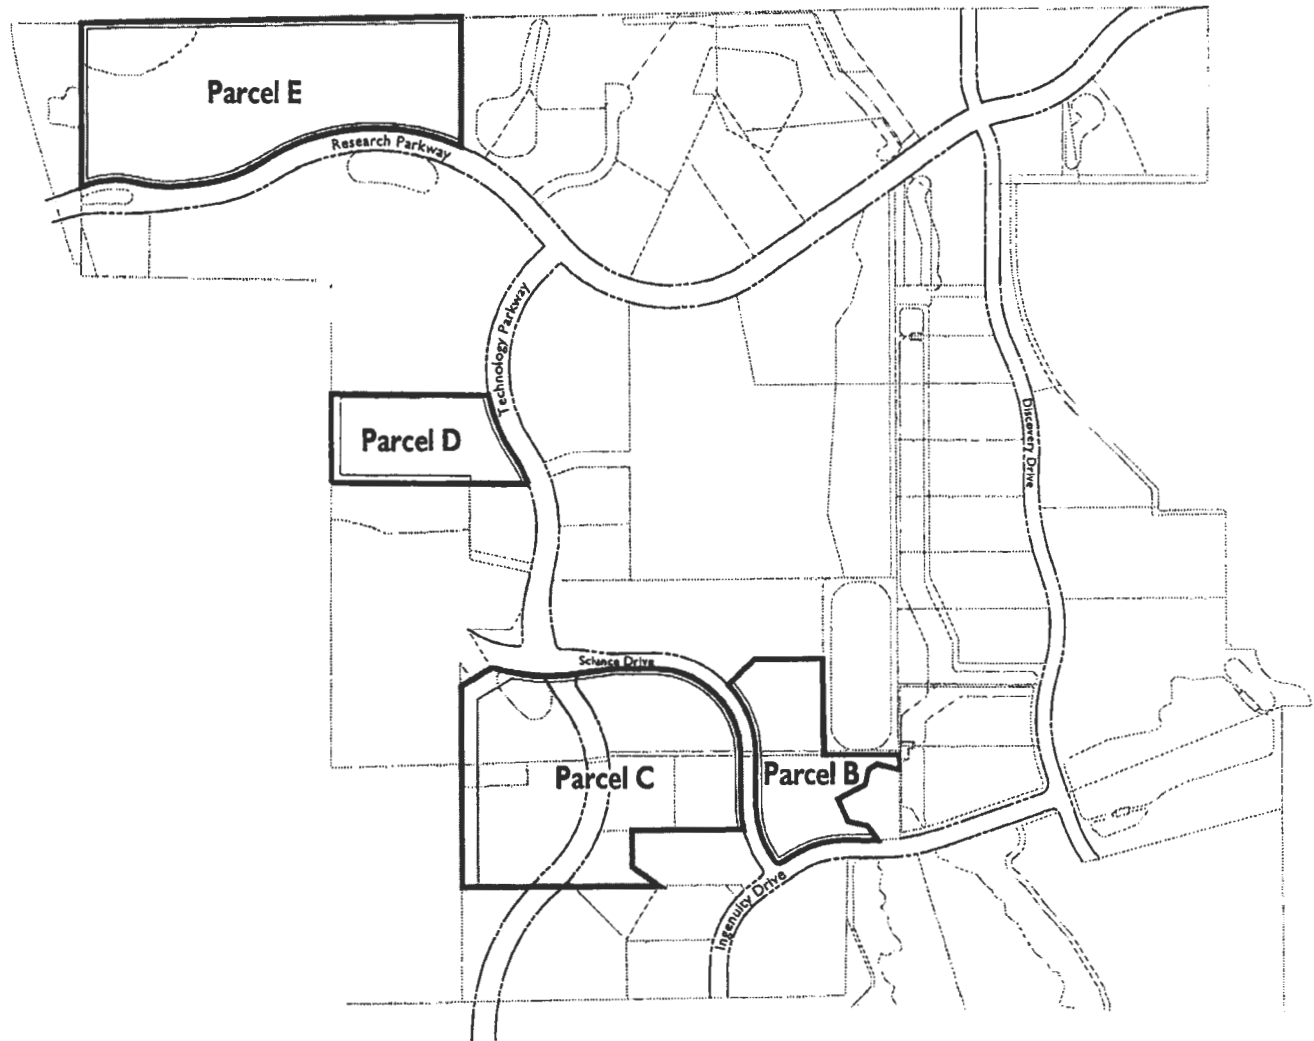 Parcel E
Research Parkway
Technology Parkway
Parcel D
Discovery Drive
Science Drive
Parcel C
Parcel B
Ingenuity Drive